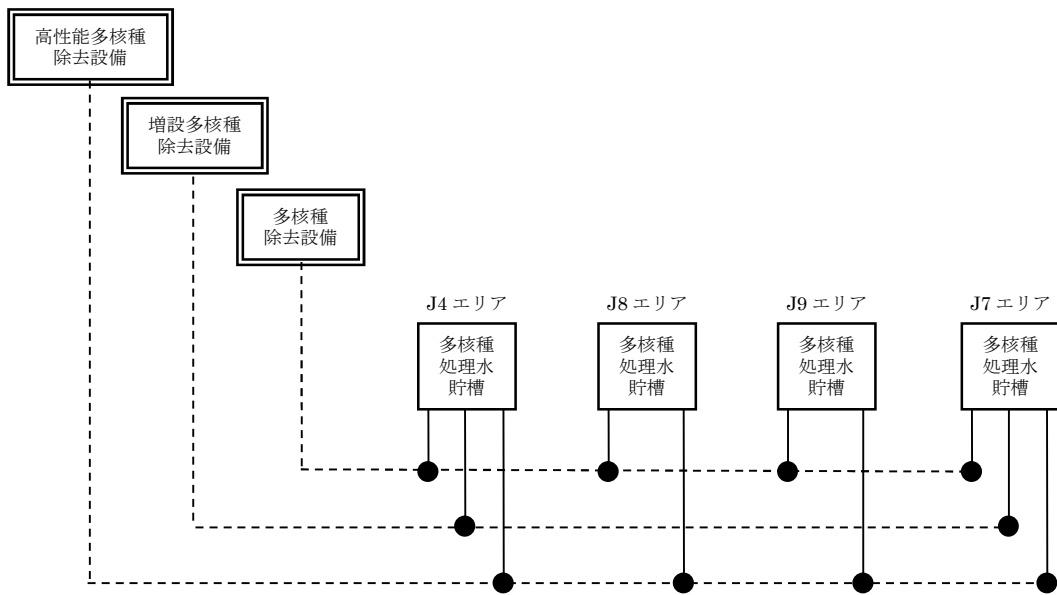 高性能多核種
除去設備
増設多核種
除去設備
多核種
除去設備
J4 エリア
多核種
処理水
貯槽
J8 エリア
多核種
処理水
貯槽
J9 エリア
多核種
処理水
貯槽
J7 エリア
多核種
処理水
貯槽